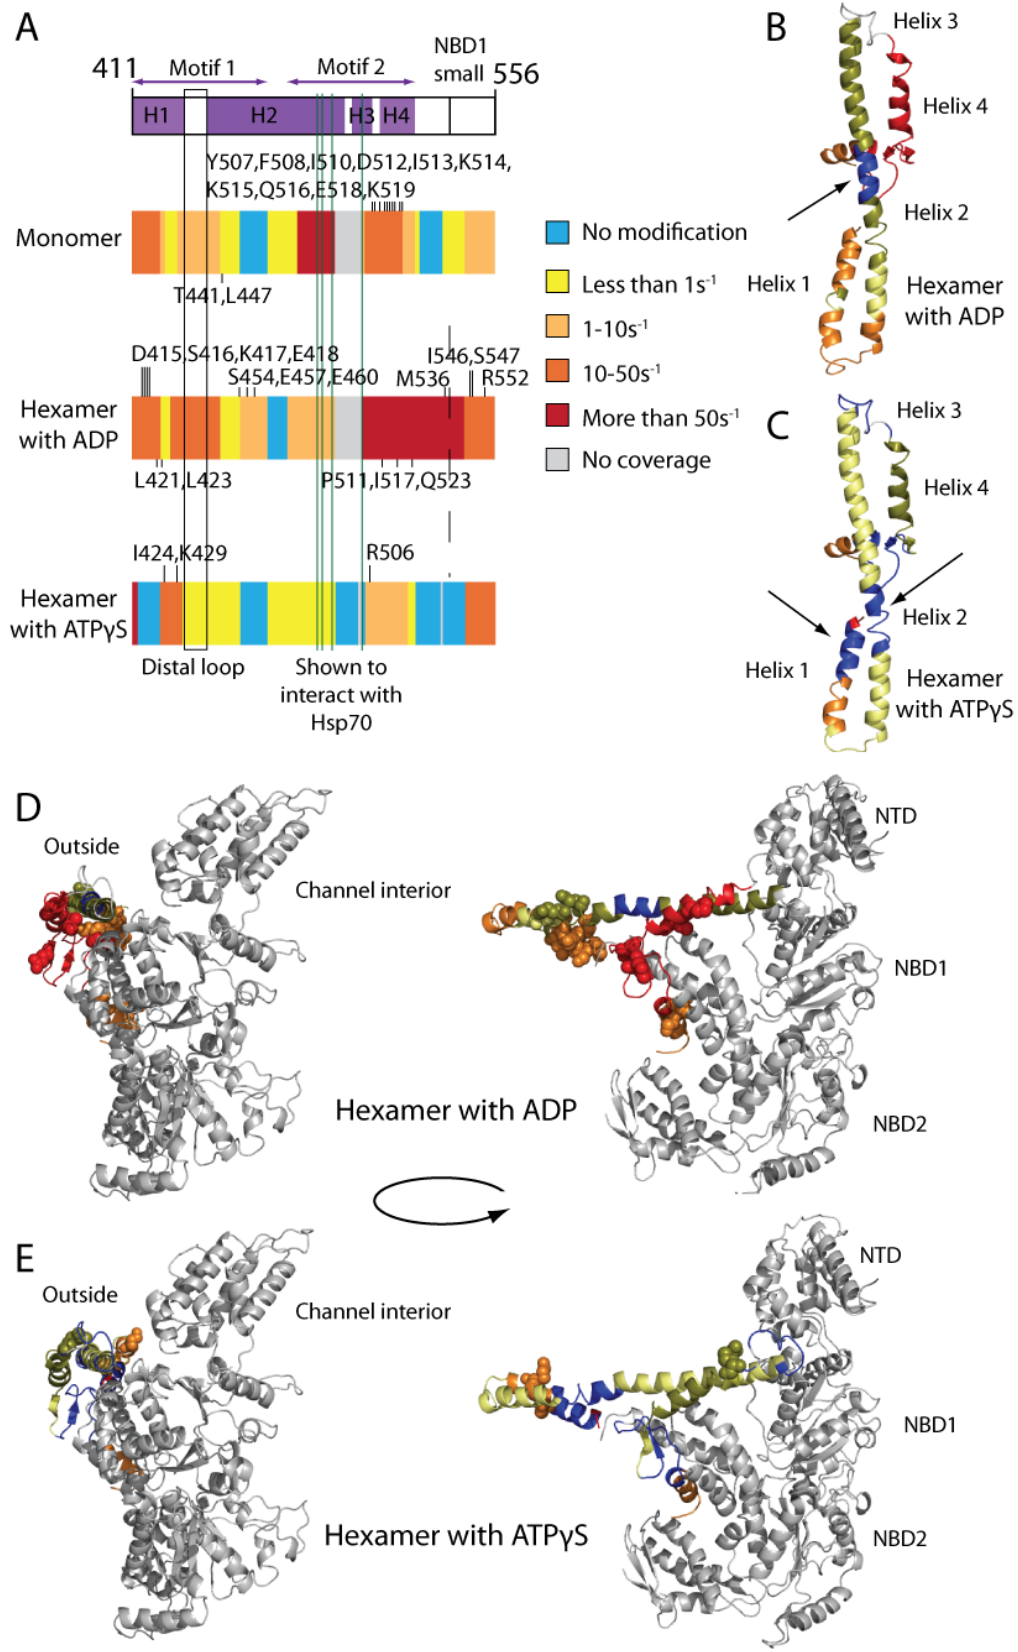 A
411
Motif 1
Motif 2
NBD1
small
556
H1
H2
H3
H4
Y507,F508,I510,D512,I513,K514,
K515,Q516,E518,K519
Monomer
T441,L447
D415,S416,K417,E418
I546,S547
S454,E457,E460
M536
R552
Hexamer
with ADP
L421,L423
P511,I517,Q523
I424,K429
R506
Hexamer
with ATPγS
Distal loop
Shown to
interact with
Hsp70
No modification
Less than 1s-1
1-10s-1
10-50s-1
More than 50s-1
No coverage
B
Helix 3
Helix 4
Helix 2
Helix 1
Hexamer
with ADP
C
Helix 3
Helix 4
Helix 2
Helix 1
Hexamer
with ATPγS
D
Outside
Channel interior
NTD
NBD1
NBD2
Hexamer with ADP
E
Outside
Channel interior
NTD
NBD1
NBD2
Hexamer with ATPγS